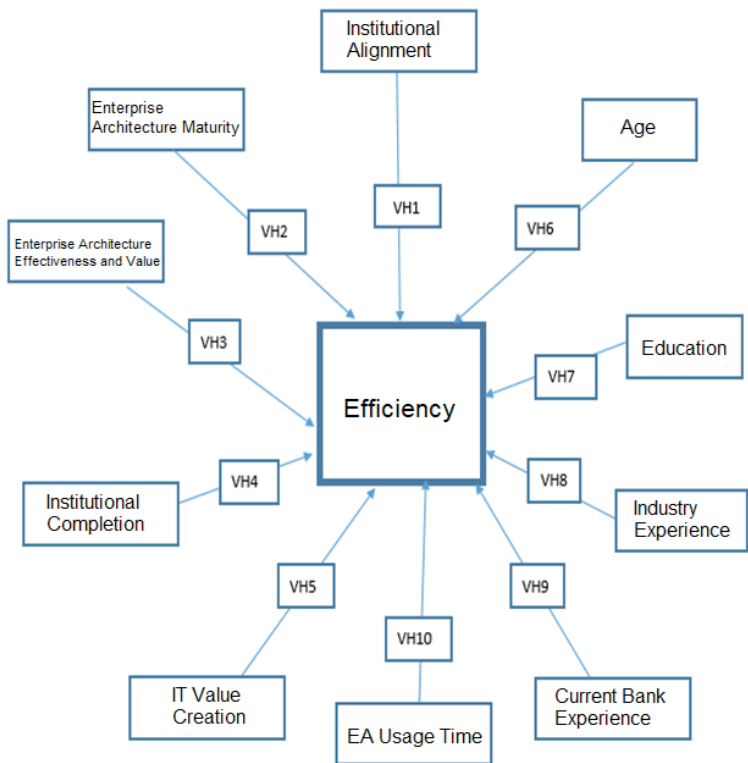 Institutional
Alignment
Enterprise
Architecture Maturity
Age
VH1
VH2
VH6
Enterprise Architecture
Effectiveness and Value
VH3
Education
VH7
Efficiency
VH4
VH8
Institutional
Completion
Industry
Experience
VH5
VH9
VH10
IT Value
Creation
Current Bank
Experience
EA Usage Time